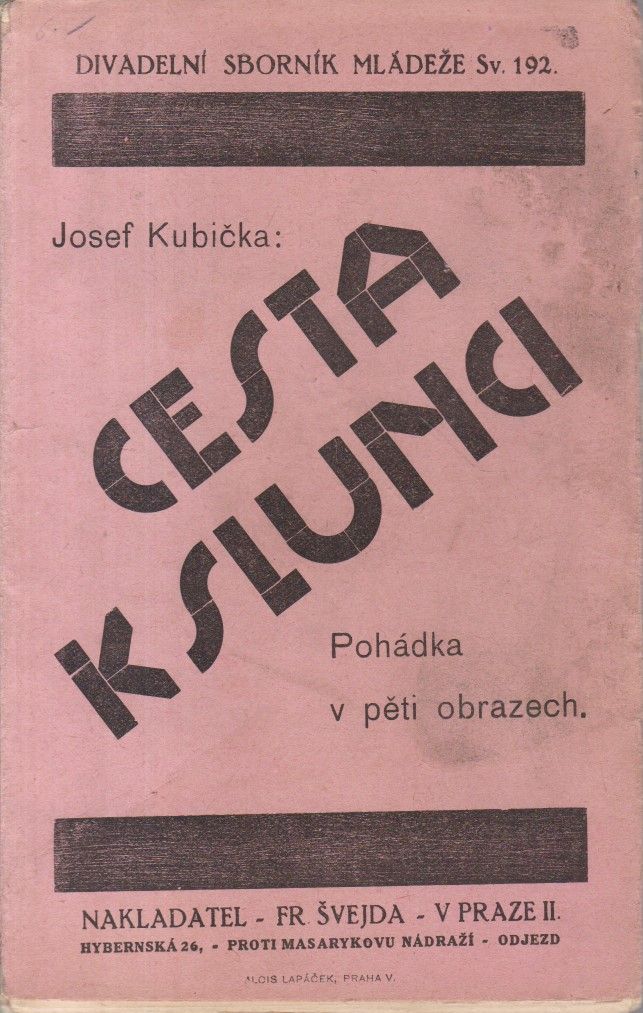 6.-
DIVADELNÍ SBORNÍK MLÁDEŽE SV. 192.
Josef Kubička:
CESTA
K SLUNCI
Pohádka
v pěti obrazech.
NAKLADATEL - FR. ŠVEJDA - V PRAZE II.
HYBERNSKÁ 26, - PROTI MASARYKOVU NÁDRAŽÍ - ODJEZD
ALOIS LAPÁČEK, PRAHA V.